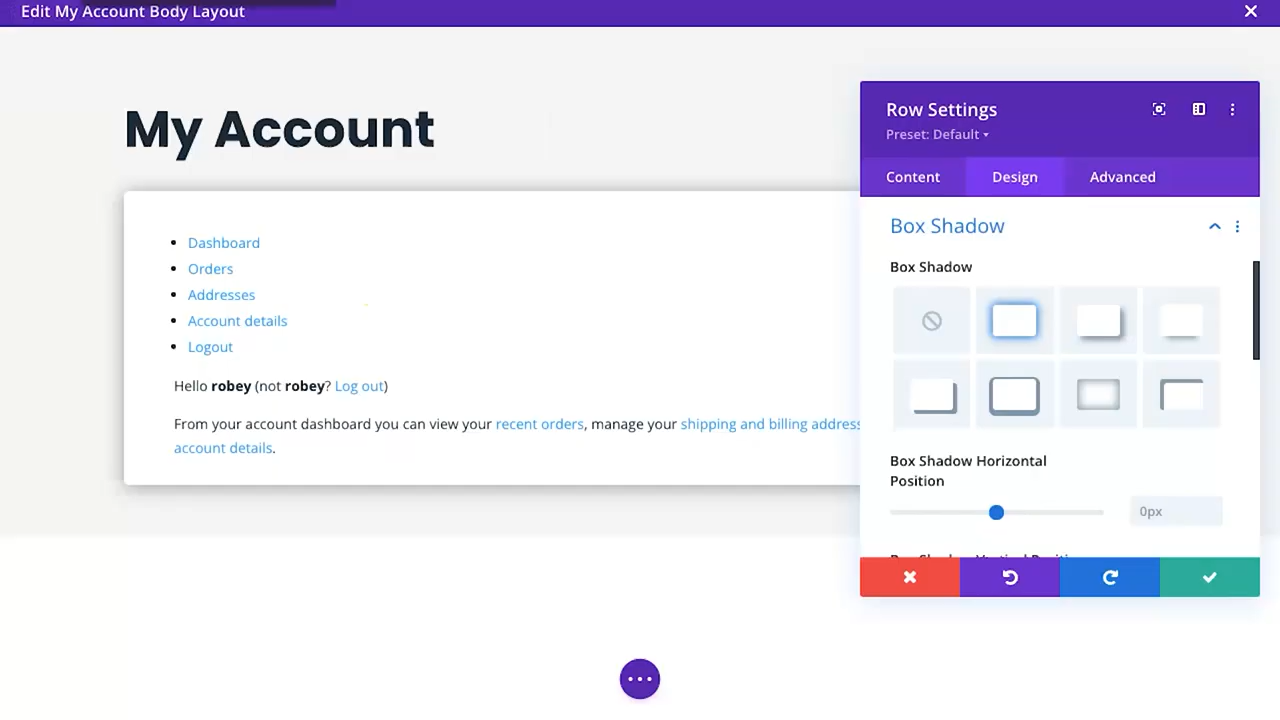 Edit My Account Body Layout
My Account
Dashboard
Orders
Addresses
Account details
Logout
Hello robey (not robey? Log out)
From your account dashboard you can view your recent orders, manage your shipping and billing address
account details.
Row Settings
Preset: Default
Content Design Advanced
Box Shadow
Box Shadow
Box Shadow Horizontal
Position
0px